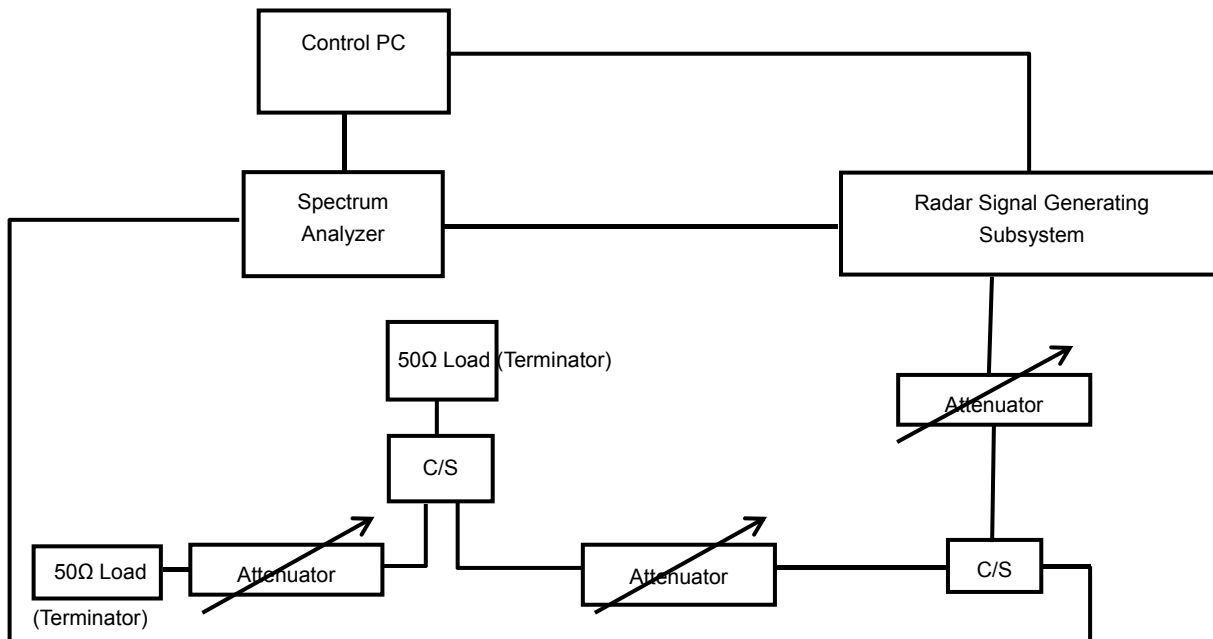 Control PC
Spectrum
Analyzer
Radar Signal Generating
Subsystem
50Ω Load (Terminator)
Attenuator
C/S
50Ω Load
(Terminator)
Attenuator
Attenuator
C/S